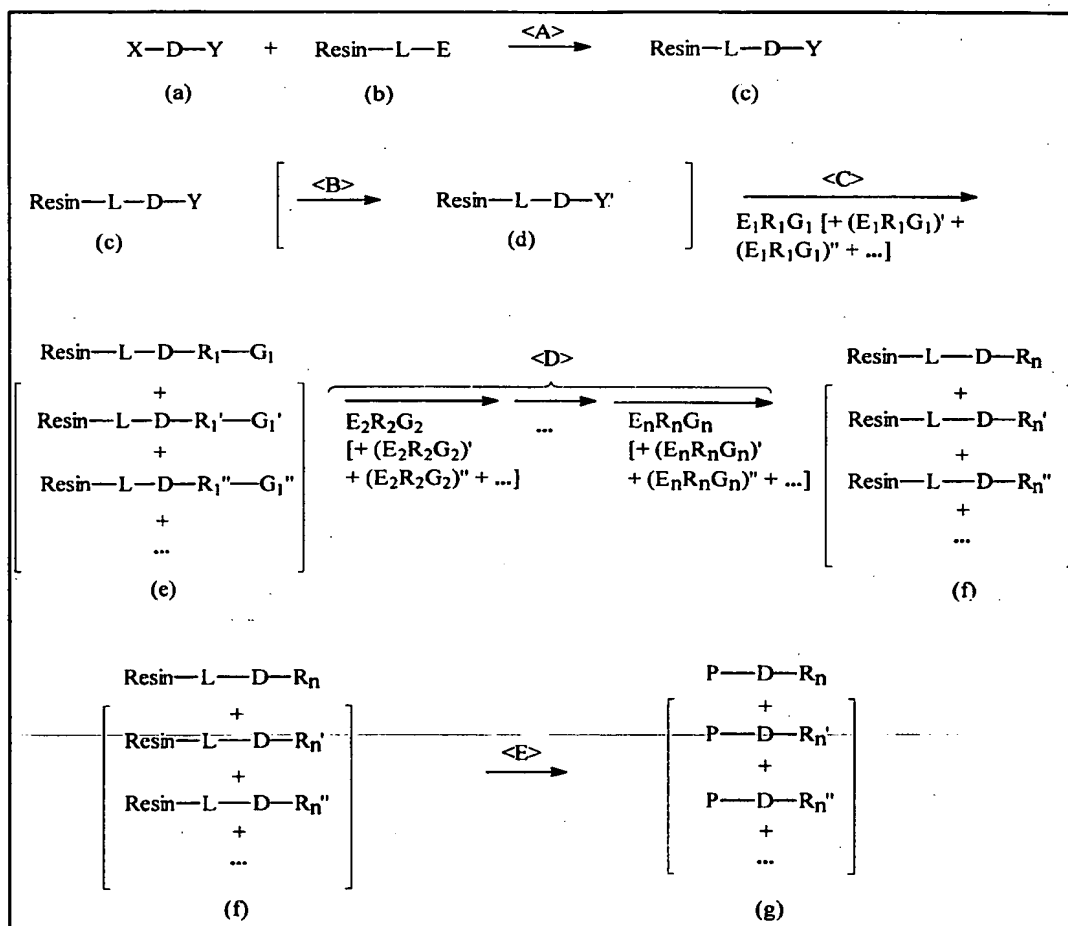 <A>
X—D—Y + Resin—L—E Resin—L—D—Y
(a) (b) (c)
<B> <C>
Resin—L—D—Y Resin—L—D—Y'
(c) (d)
E₁R₁G₁ [+ (E₁R₁G₁)' +
(E₁R₁G₁)" + ...]
<D>
Resin—L—D—R₁—G₁ Resin—L—D—Rn
+ +
Resin—L—D—R₁'—G₁' Resin—L—D—Rn'
+ +
Resin—L—D—R₁"—G₁" Resin—L—D—Rn"
+ +
... ...
(e) (f)
E₂R₂G₂ ... EnRnGn
[+ (E₂R₂G₂)' [+ (EnRnGn)'
+ (E₂R₂G₂)" + ...] + (EnRnGn)" + ...]
Resin—L—D—Rn P—D—Rn
+ +
Resin—L—D—Rn' <E> P—D—Rn'
+ +
Resin—L—D—Rn" P—D—Rn"
+ +
... ...
(f) (g)